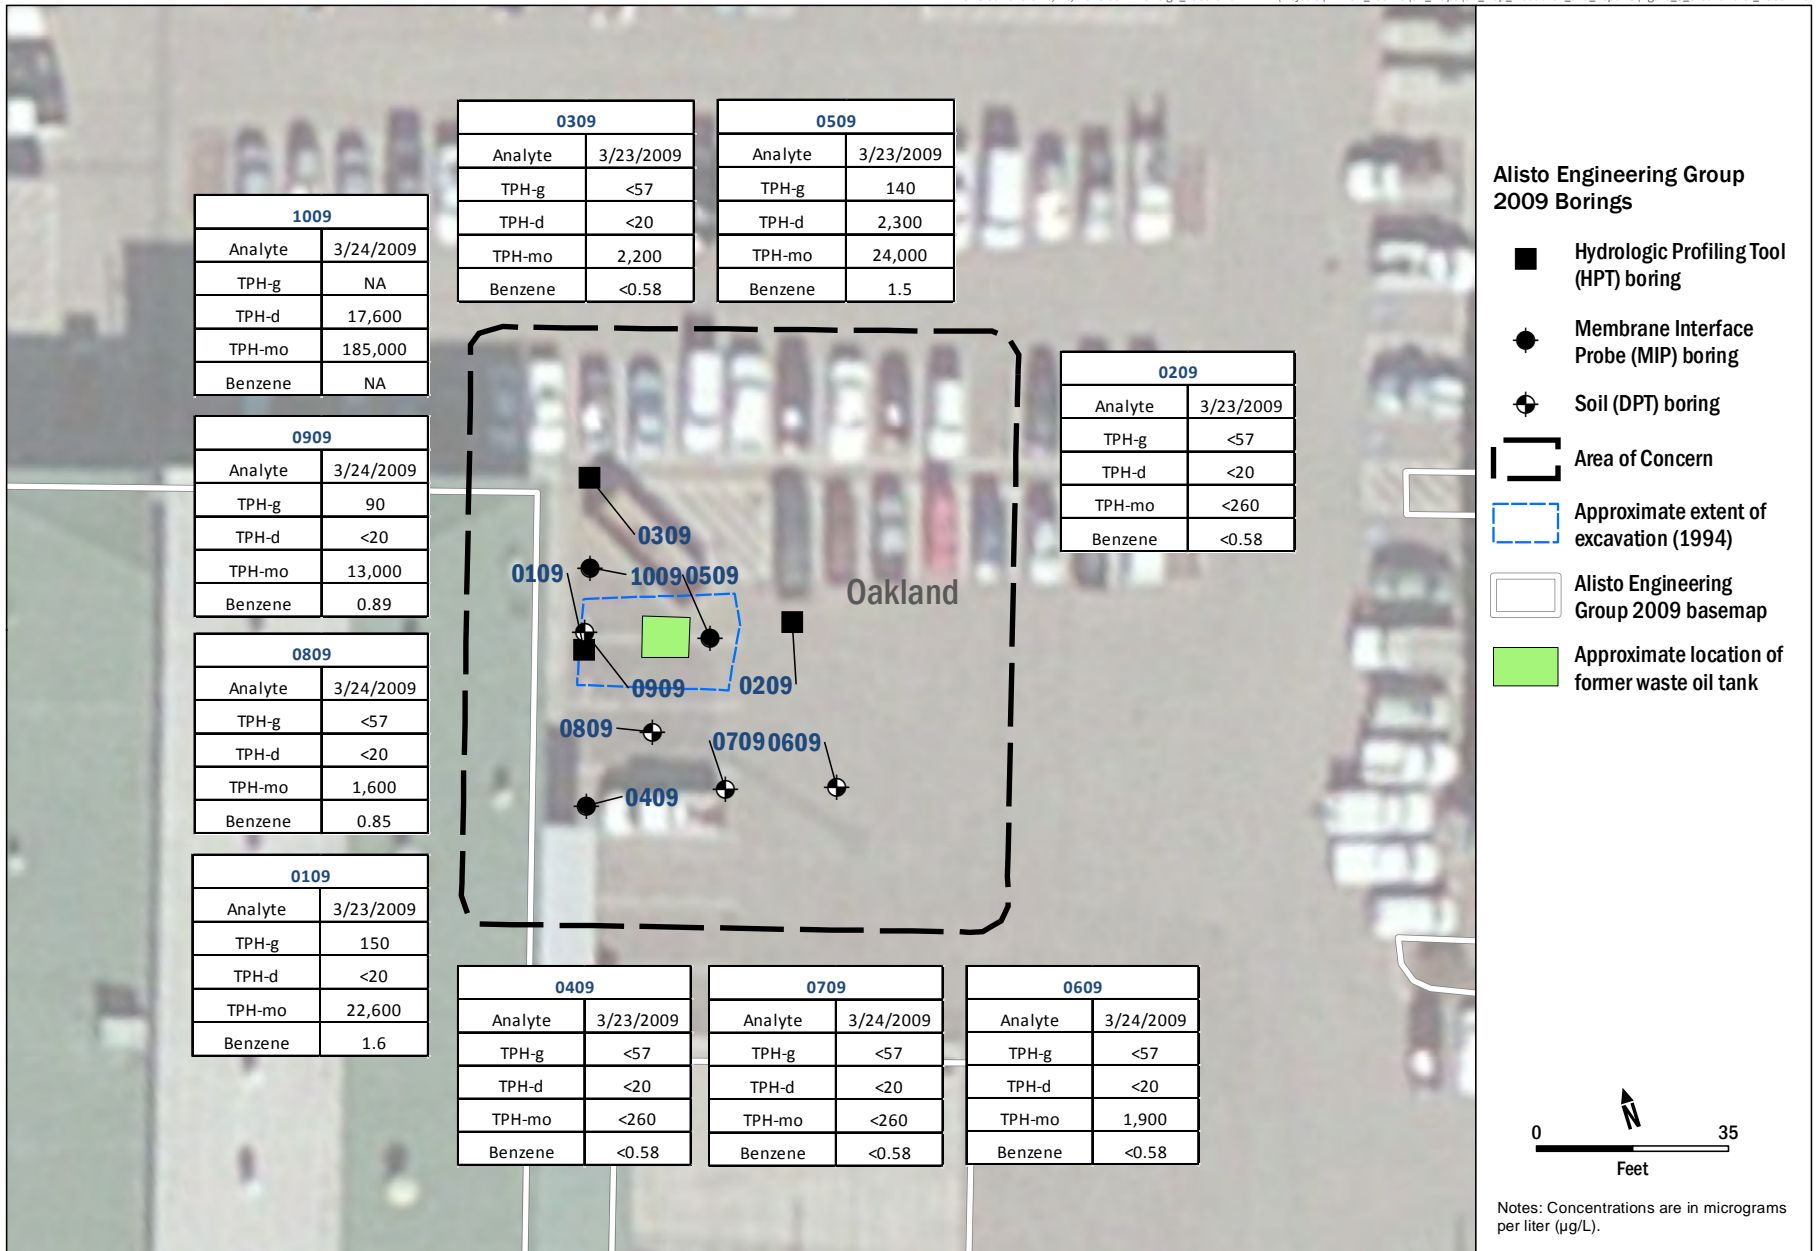 0309
Analyte 3/23/2009
TPH-g <57
TPH-d <20
TPH-mo 2,200
Benzene <0.58
0509
Analyte 3/23/2009
TPH-g 140
TPH-d 2,300
TPH-mo 24,000
Benzene 1.5
1009
Analyte 3/24/2009
TPH-g NA
TPH-d 17,600
TPH-mo 185,000
Benzene NA
0209
Analyte 3/23/2009
TPH-g <57
TPH-d <20
TPH-mo <260
Benzene <0.58
0909
Analyte 3/24/2009
TPH-g 90
TPH-d <20
TPH-mo 13,000
Benzene 0.89
0809
Analyte 3/24/2009
TPH-g <57
TPH-d <20
TPH-mo 1,600
Benzene 0.85
0109
Analyte 3/23/2009
TPH-g 150
TPH-d <20
TPH-mo 22,600
Benzene 1.6
0409
Analyte 3/23/2009
TPH-g <57
TPH-d <20
TPH-mo <260
Benzene <0.58
0709
Analyte 3/24/2009
TPH-g <57
TPH-d <20
TPH-mo <260
Benzene <0.58
0609
Analyte 3/24/2009
TPH-g <57
TPH-d <20
TPH-mo 1,900
Benzene <0.58
0309
0109
1009
0509
Oakland
0909
0209
0809
0709
0609
0409
Alisto Engineering Group
2009 Borings
Hydrologic Profiling Tool
(HPT) boring
Membrane Interface
Probe (MIP) boring
Soil (DPT) boring
Area of Concern
Approximate extent of
excavation (1994)
Alisto Engineering
Group 2009 basemap
Approximate location of
former waste oil tank
N
0 35
Feet
Notes: Concentrations are in micrograms
per liter (µg/L).